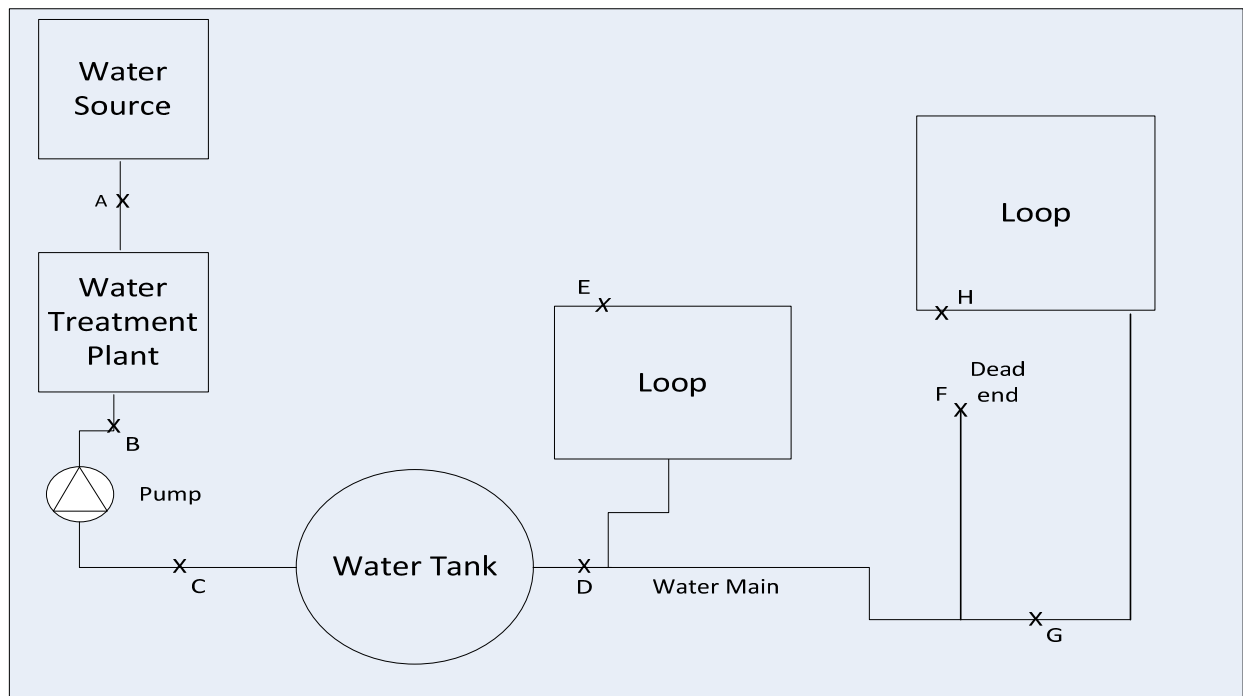 Water
Source
A
Water
Treatment
Plant
B
Pump
C
Water Tank
D
Water Main
E
Loop
Loop
H
Dead
end
F
G